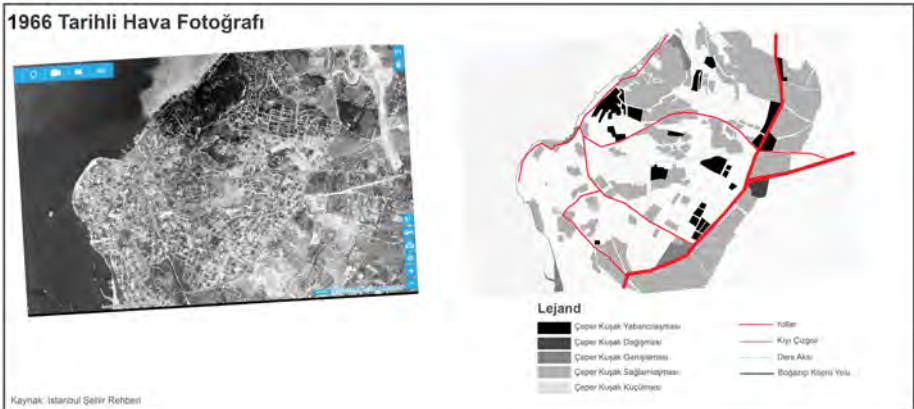 1966 Tarihli Hava Fotoğrafı
Lejand
Çeper Kuşak Yabancılaşması
Çeper Kuşak Değişmesi
Çeper Kuşak Genişlemesi
Çeper Kuşak Sağlamlaşması
Çeper Kuşak Küçülmesi
Yollar
Kıyı Çizgisi
Dere Aksı
Boğaziçi Köprü Yolu
Kaynak: İstanbul Şehir Rehberi